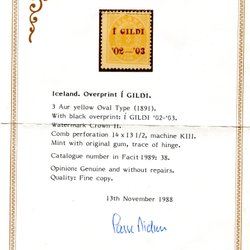 Í GILDI
'02-'03
Iceland. Overprint Í GILDI.
3 Aur yellow Oval Type (1891).
With black overprint: Í GILDI '02-'03.
Watermark Crown II.
Comb perforation 14 x 13 1/2, machine KIII.
Mint with original gum, trace of hinge.
Catalogue number in Facit 1989: 38.
Opinion: Genuine and without repairs.
Quality: Fine copy.
13th November 1988